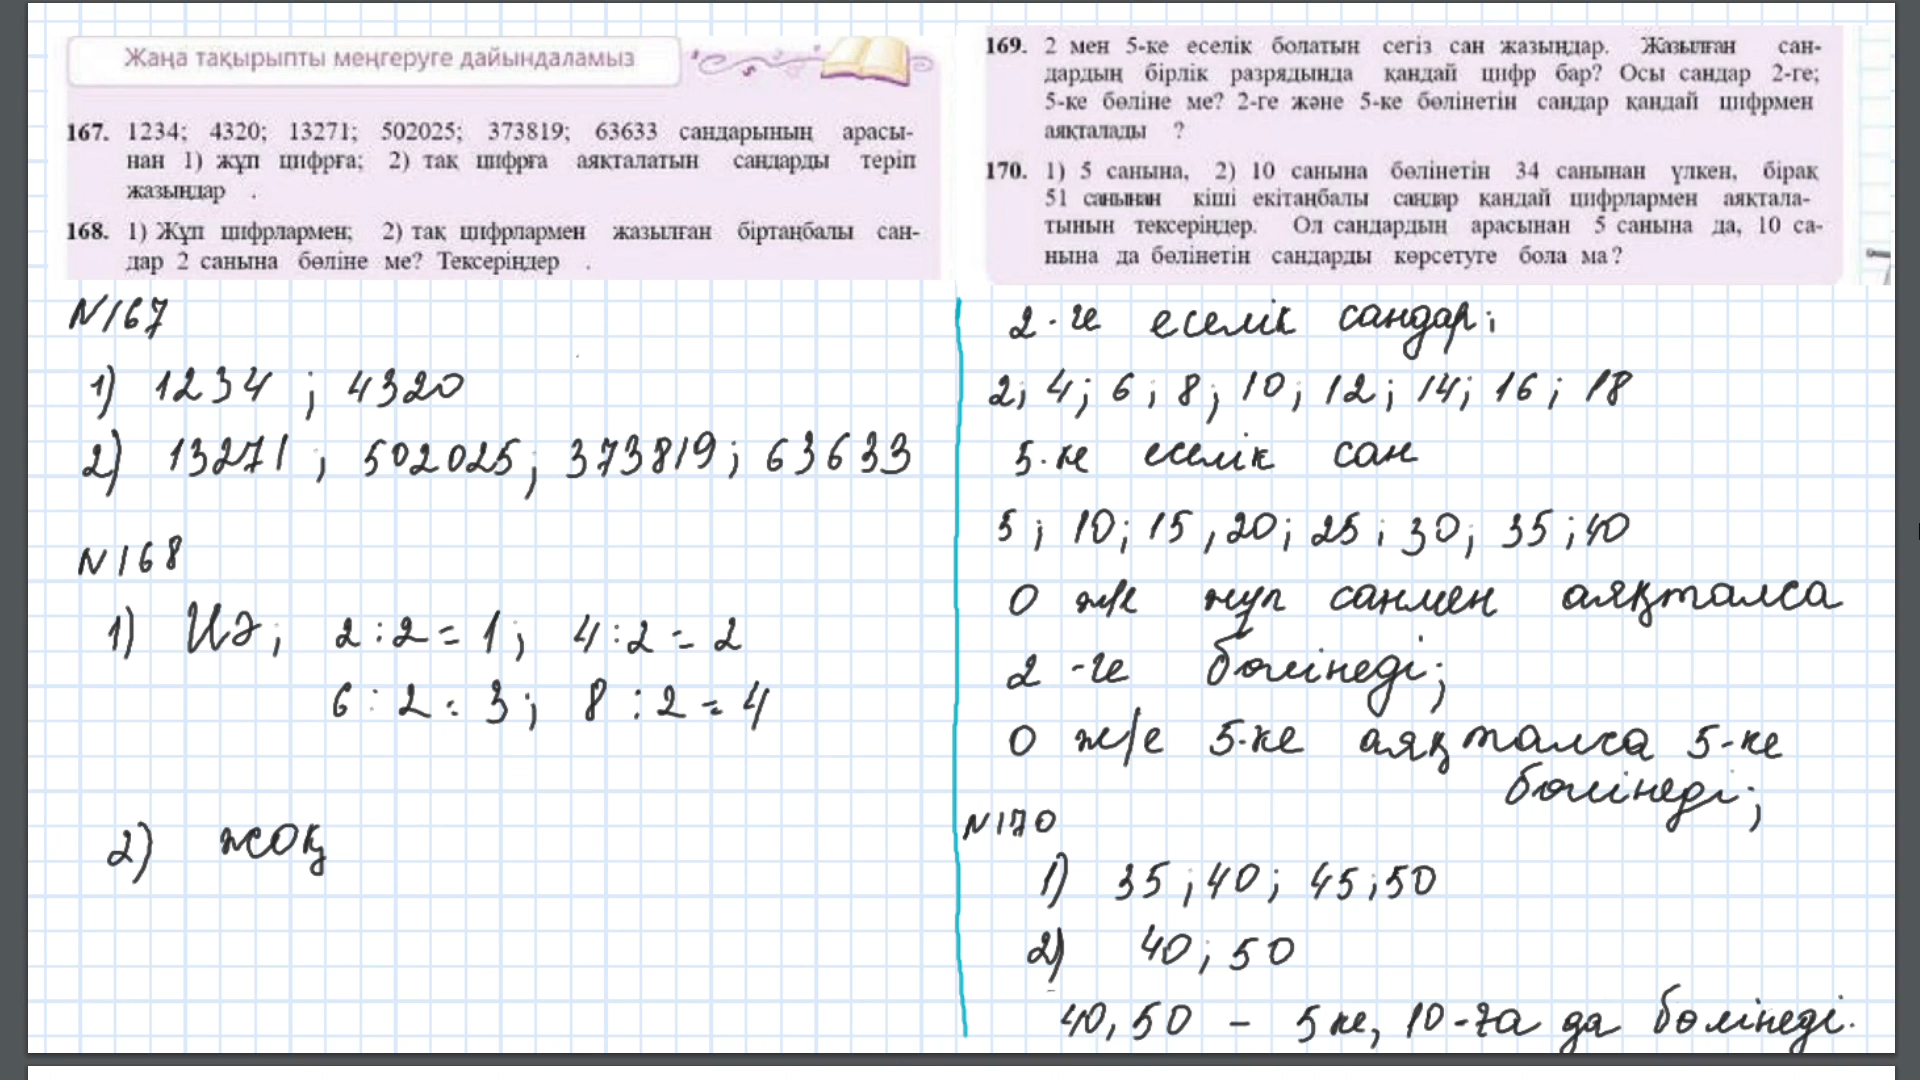 Жаңа тақырыпты меңгеруге дайындаламыз
167. 1234; 4320; 13271; 502025; 373819; 63633 сандарының арасы-
нан 1) жұп цифрға; 2) тақ цифрға аяқталатын сандарды теріп
жазыңдар .
168. 1) Жұп цифрлармен; 2) тақ цифрлармен жазылған біртаңбалы сан-
дар 2 санына бөліне ме? Тексеріңдер .
N167
1) 1234 ; 4320
2) 13271 ; 502025; 373819; 63633
N168
1) Иә; 2:2=1; 4:2=2
6:2=3; 8:2=4
2) жоқ
169. 2 мен 5-ке еселік болатын сегіз сан жазыңдар. Жазылған сан-
дардың бірлік разрядында қандай цифр бар? Осы сандар 2-ге;
5-ке бөліне ме? 2-ге және 5-ке бөлінетін сандар қандай цифрмен
аяқталады ?
170. 1) 5 санына, 2) 10 санына бөлінетін 34 санынан үлкен, бірақ
51 санынан кіші екітаңбалы сандар қандай цифрлармен аяқтала-
тынын тексеріңдер. Ол сандардың арасынан 5 санына да, 10 са-
нына да бөлінетін сандарды көрсетуге бола ма?
2-ге еселік сандар;
2; 4; 6; 8; 10; 12; 14; 16; 18
5-ке еселік сан
5; 10; 15, 20; 25; 30; 35; 40
0 ж/е жұп санмен аяқталса
2-ге бөлінеді;
0 ж/е 5-ке аяқталса 5-ке
бөлінеді;
N170
1) 35; 40; 45; 50
2) 40; 50
40, 50 - 5 ке, 10-ға да бөлінеді.